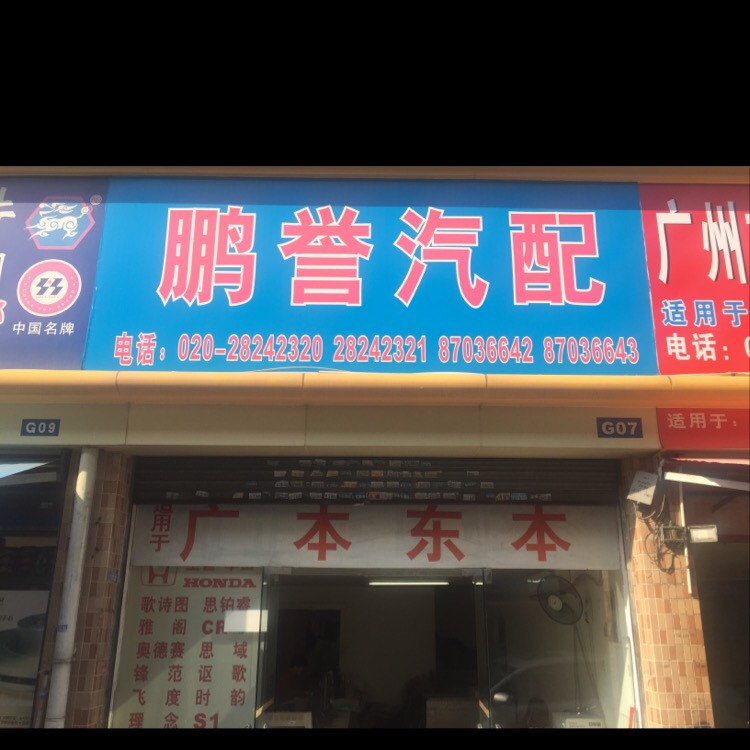 鹏誉汽配
电话：020-28242320 28242321 87036642 87036643
中国名牌
广州
适用于
电话：
G09
G07
适用于：
适用于
广本东本
HONDA
歌诗图 思铂睿
雅阁 CR
奥德赛 思域
锋范 讴歌
飞度 时韵
理念 S1